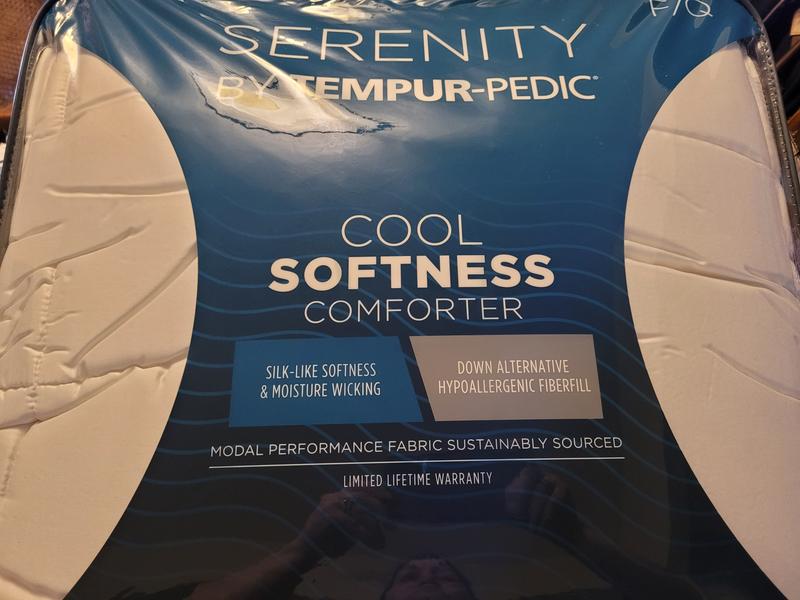 F/Q
SERENITY
BY TEMPUR-PEDIC®
COOL
SOFTNESS
COMFORTER
SILK-LIKE SOFTNESS
& MOISTURE WICKING
DOWN ALTERNATIVE
HYPOALLERGENIC FIBERFILL
MODAL PERFORMANCE FABRIC SUSTAINABLY SOURCED
LIMITED LIFETIME WARRANTY